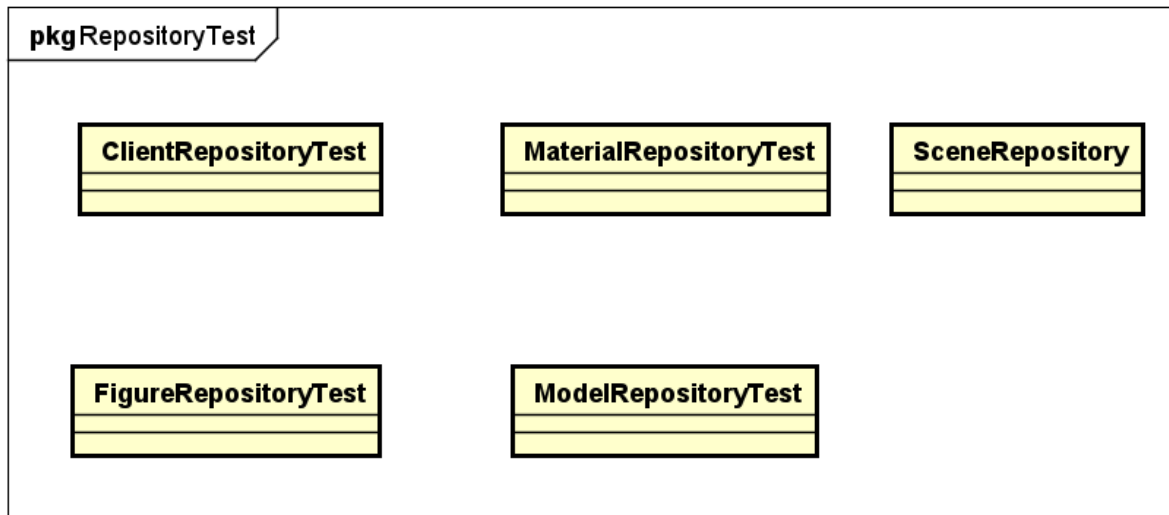 pkg RepositoryTest
ClientRepositoryTest
MaterialRepositoryTest
SceneRepository
FigureRepositoryTest
ModelRepositoryTest